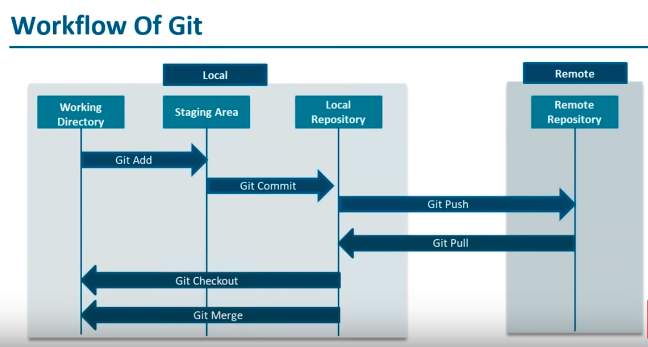 Workflow Of Git
Local
Remote
Working
Directory
Staging Area
Local
Repository
Remote
Repository
Git Add
Git Commit
Git Push
Git Pull
Git Checkout
Git Merge